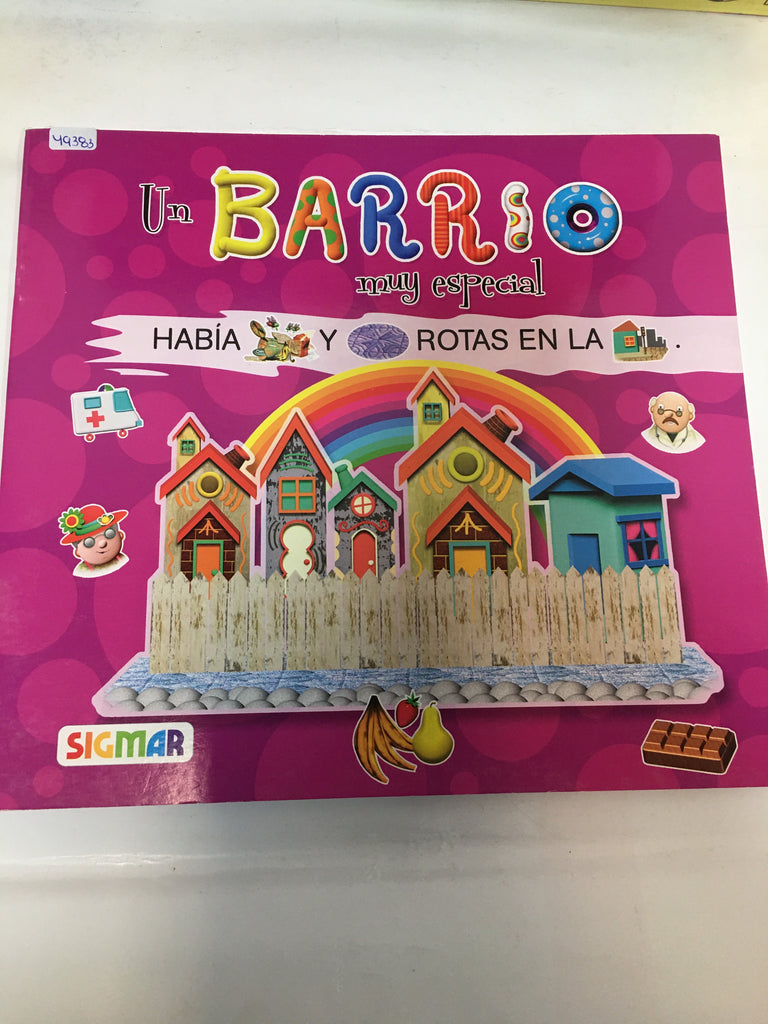 49383
Un BARRIO
muy especial
HABÍA Y ROTAS EN LA .
SIGMAR